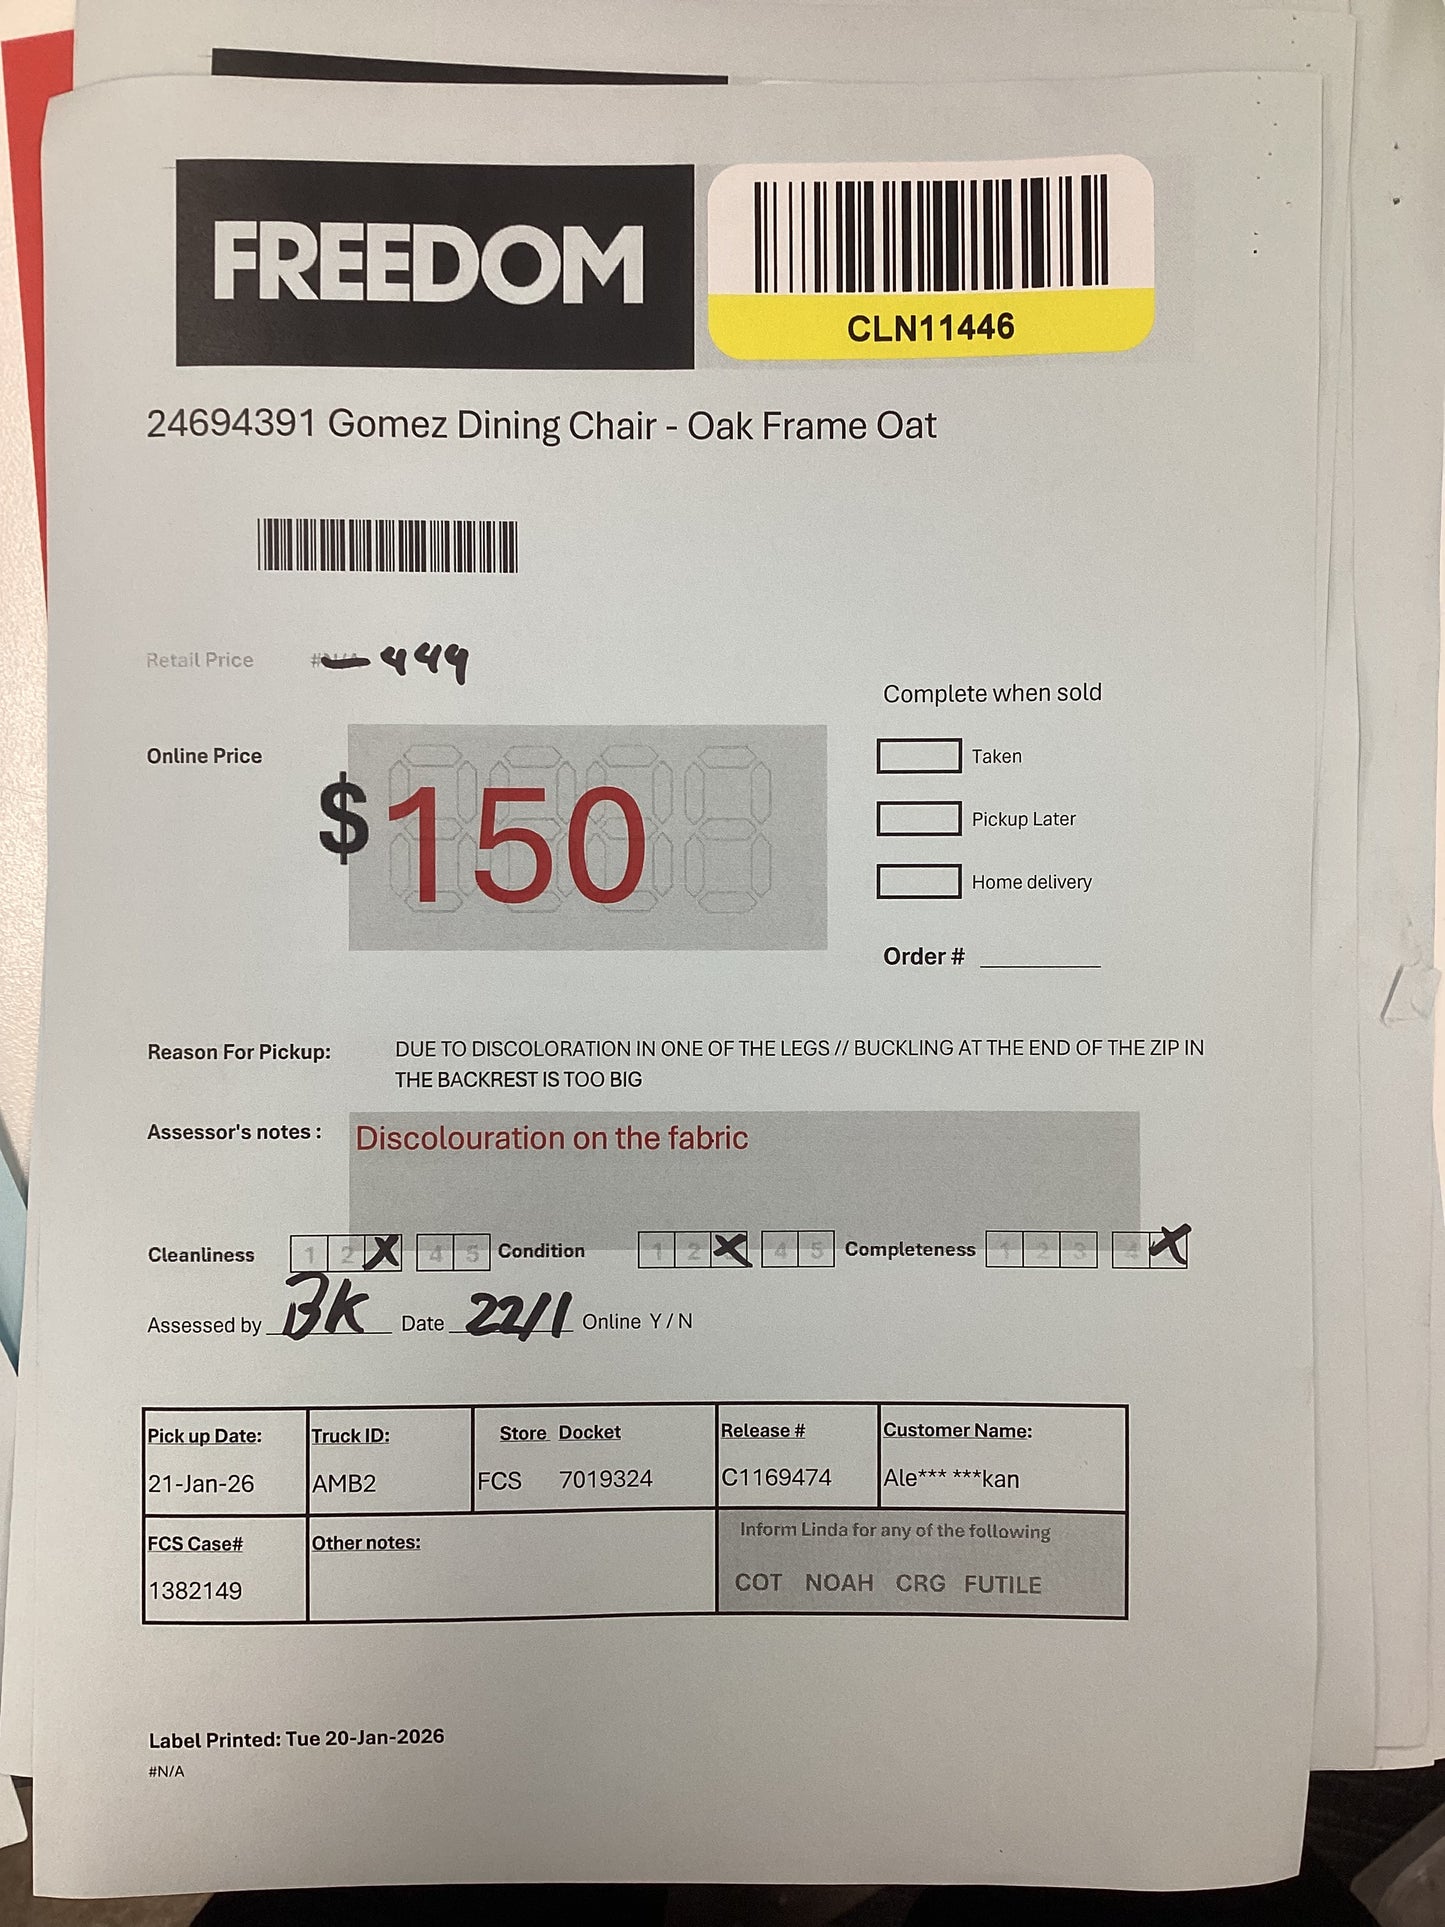 FREEDOM
CLN11446
24694391 Gomez Dining Chair - Oak Frame Oat
Retail Price 449
Online Price
$150
Complete when sold
Taken
Pickup Later
Home delivery
Order #
Reason For Pickup: DUE TO DISCOLORATION IN ONE OF THE LEGS // BUCKLING AT THE END OF THE ZIP IN
THE BACKREST IS TOO BIG
Assessor's notes : Discolouration on the fabric
Cleanliness 1 2 X 4 5 Condition 1 2 X 4 5 Completeness 1 2 3 4 X
Assessed by BK Date 22/1 Online Y / N
Pick up Date: Truck ID: Store Docket Release # Customer Name:
21-Jan-26 AMB2 FCS 7019324 C1169474 Ale*** ***kan
FCS Case# Other notes: Inform Linda for any of the following
1382149 COT NOAH CRG FUTILE
Label Printed: Tue 20-Jan-2026
#N/A